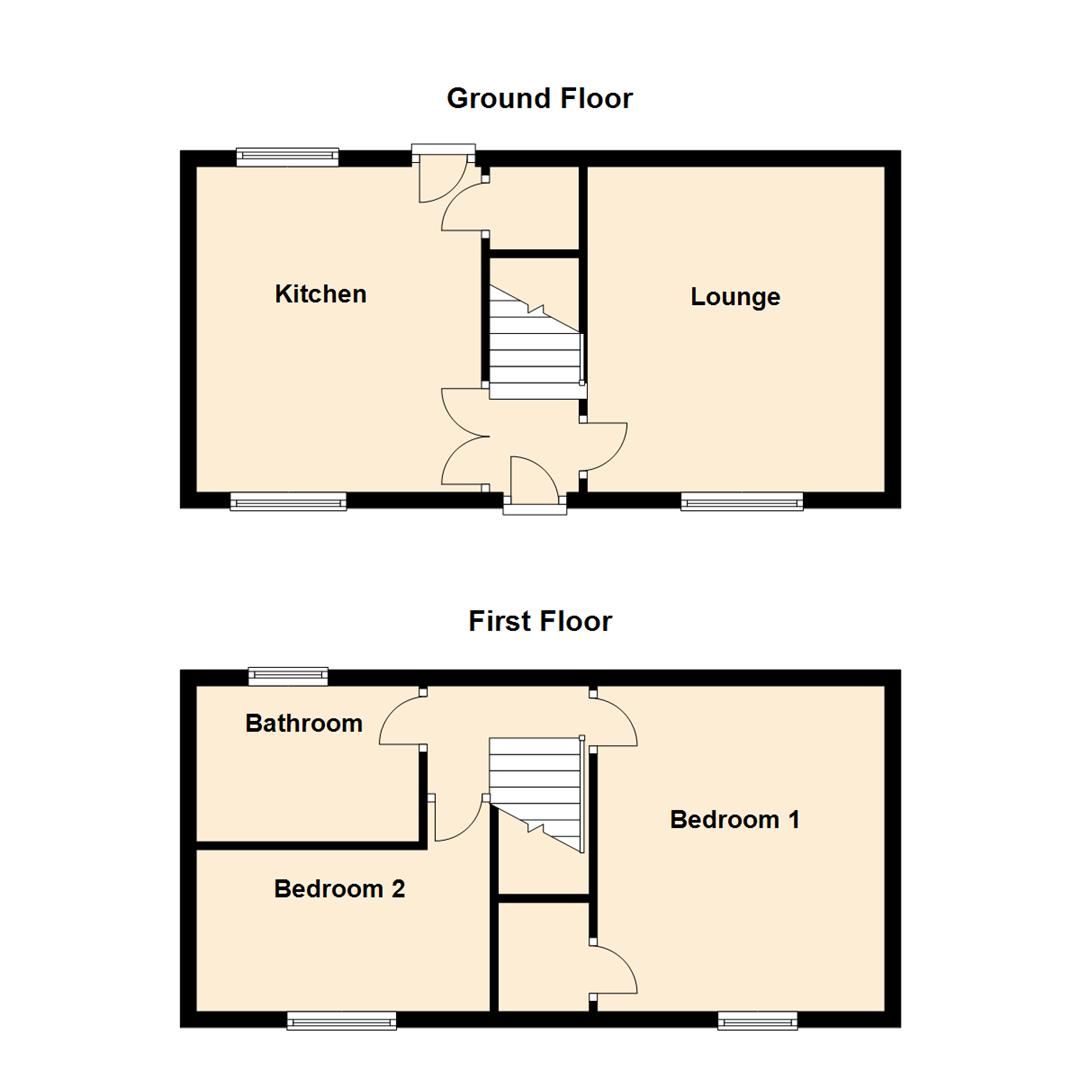 Ground Floor
Kitchen
Lounge
First Floor
Bathroom
Bedroom 1
Bedroom 2